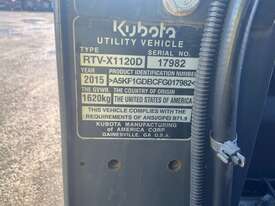 Kubota
UTILITY VEHICLE
TYPE SERIAL NO.
RTV-X1120D 17982
YEAR PRODUCT IDENTIFICATION NUMBER
2015 >A5KF1GDBCFG017982<
THE GVWR THE COUNTRY OF ORIGIN
1620kg THE UNITED STATES OF AMERICA
THIS VEHICLE COMPLIES WITH THE
REQUIREMENTS OF ANSI/OPEI B71.9
KUBOTA MANUFACTURING
of AMERICA CORP.
GAINESVILLE, GA. U.S.A.